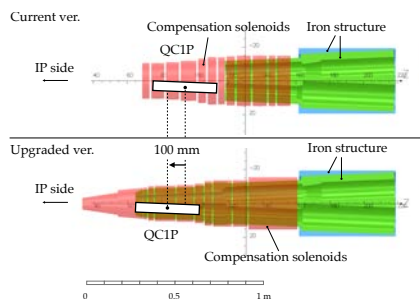 Current ver.
Compensation solenoids
Iron structure
QC1P
IP side
Upgraded ver.
100 mm
Iron structure
IP side
QC1P
Compensation solenoids
0 0.5 1 m